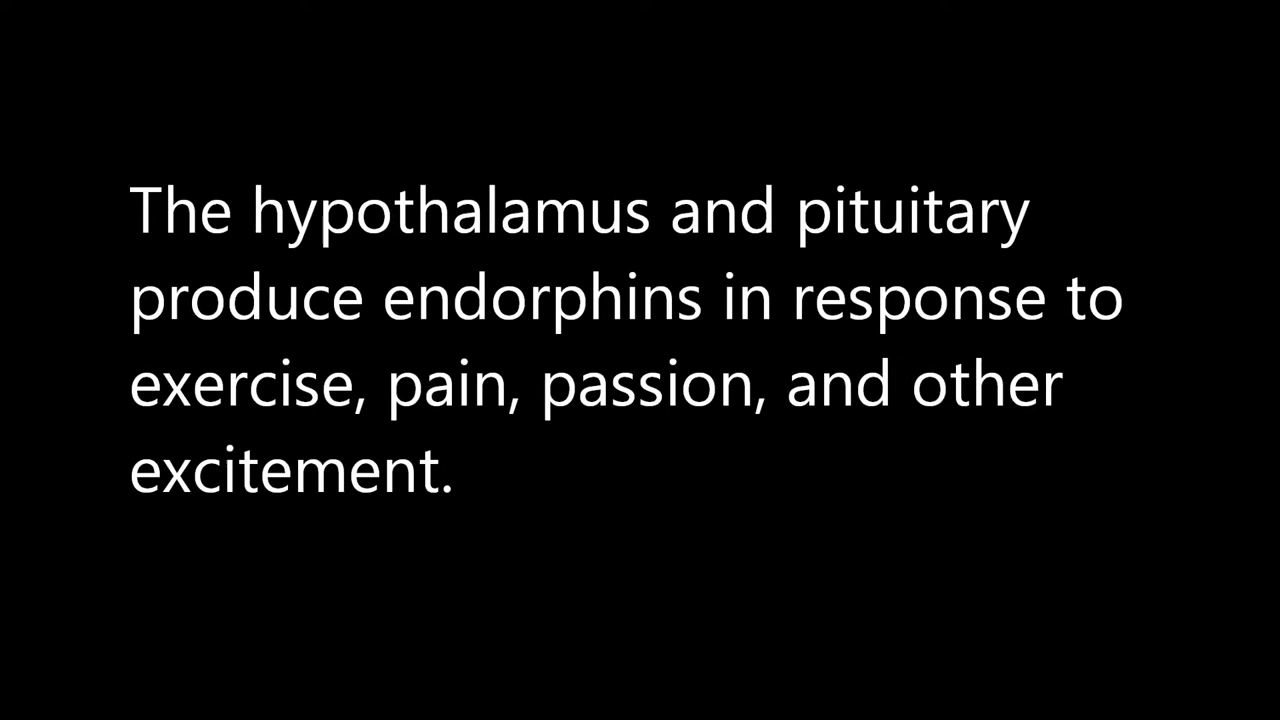 The hypothalamus and pituitary
produce endorphins in response to
exercise, pain, passion, and other
excitement.